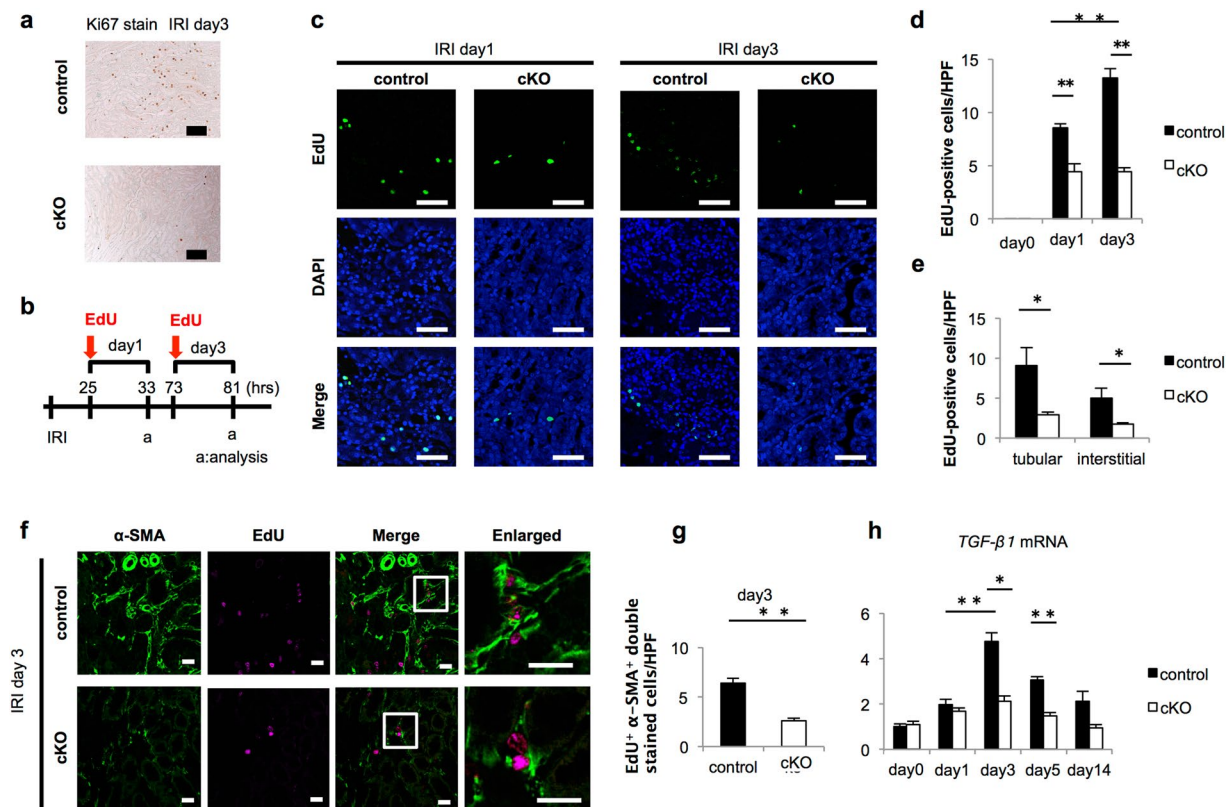 a
Ki67 stain IRI day3
control
cKO
b
EdU EdU
day1 day3
25 33 73 81 (hrs)
IRI a a
a:analysis
c
IRI day1 IRI day3
control cKO control cKO
EdU
DAPI
Merge
d
EdU-positive cells/HPF
* *
**
**
15
10
5
0
day0 day1 day3
control
cKO
e
EdU-positive cells/HPF
*
*
15
10
5
0
tubular interstitial
control
cKO
f
α-SMA EdU Merge Enlarged
IRI day 3
control
cKO
g
day3
* *
EdU+ α-SMA+ double
stained cells/HPF
10
5
0
control cKO
h
TGF-β1 mRNA
* *
*
* *
6
4
2
0
day0 day1 day3 day5 day14
control
cKO